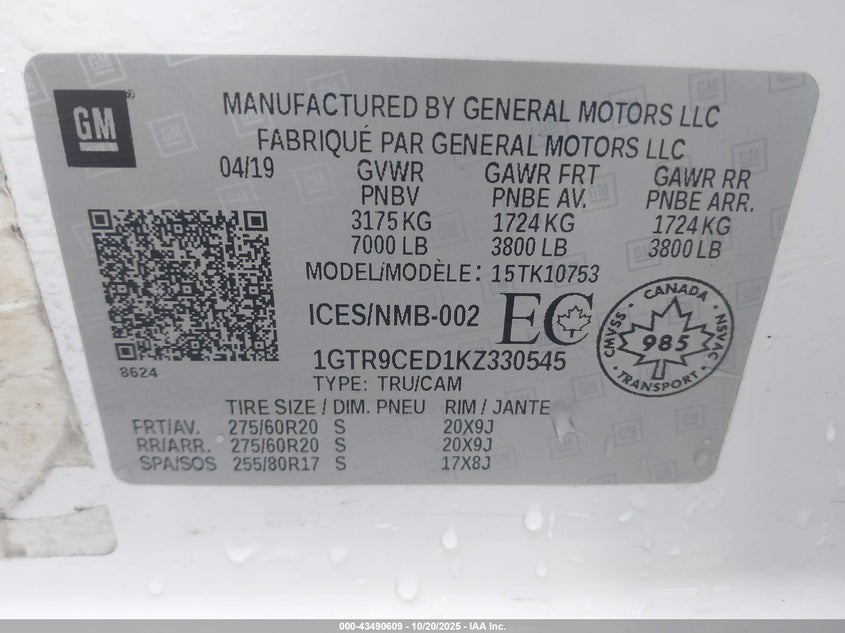 GM
MANUFACTURED BY GENERAL MOTORS LLC
FABRIQUÉ PAR GENERAL MOTORS LLC
04/19 GVWR GAWR FRT GAWR RR
PNBV PNBE AV. PNBE ARR.
3175 KG 1724 KG 1724 KG
7000 LB 3800 LB 3800 LB
MODEL/MODÈLE: 15TK10753
ICES/NMB-002 EC
CANADA
CMVSS 985 NSVAC
TRANSPORT
1GTR9CED1KZ330545
8624
TYPE: TRU/CAM
TIRE SIZE / DIM. PNEU RIM / JANTE
FRT/AV. 275/60R20 S 20X9J
RR/ARR. 275/60R20 S 20X9J
SPA/SOS 255/80R17 S 17X8J
000-43490609 - 10/20/2025 - IAA Inc.